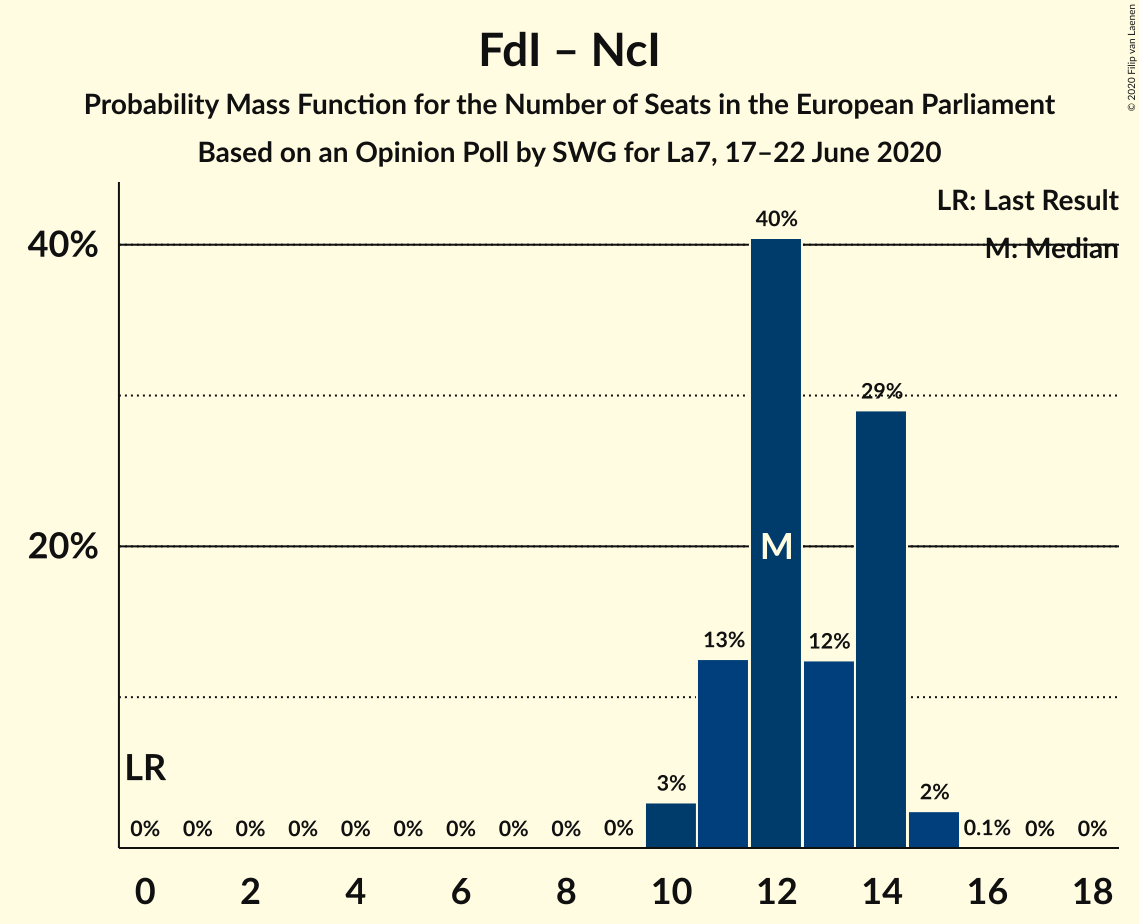 FdI – NcI
Probability Mass Function for the Number of Seats in the European Parliament
Based on an Opinion Poll by SWG for La7, 17–22 June 2020
© 2020 Filip van Laenen
LR: Last Result
M: Median
40%
20%
40%
29%
M
13%
12%
LR
3%
2%
0% 0% 0% 0% 0% 0% 0% 0% 0% 0% 0.1% 0% 0%
0 2 4 6 8 10 12 14 16 18